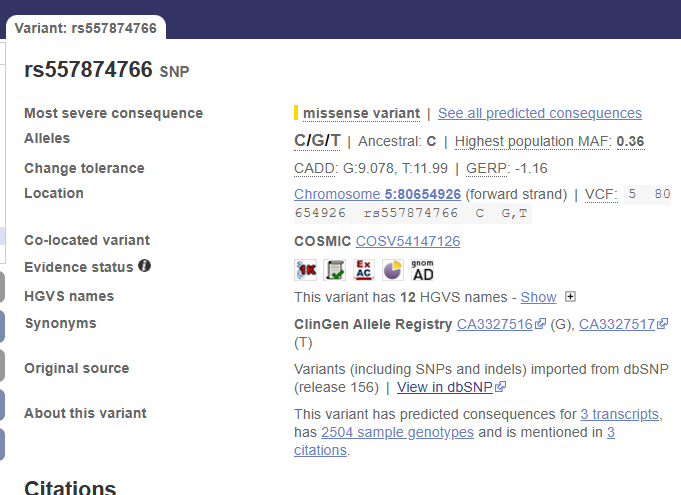 Variant: rs557874766
rs557874766 SNP
Most severe consequence missense variant | See all predicted consequences
Alleles C/G/T | Ancestral: C | Highest population MAF: 0.36
Change tolerance CADD: G:9.078, T:11.99 | GERP: -1.16
Location Chromosome 5:80654926 (forward strand) | VCF: 5 80
654926 rs557874766 C G,T
Co-located variant COSMIC COSV54147126
Evidence status i 1K Ex AC gnom AD
HGVS names This variant has 12 HGVS names - Show +
Synonyms ClinGen Allele Registry CA3327516 (G), CA3327517
(T)
Original source Variants (including SNPs and indels) imported from dbSNP
(release 156) | View in dbSNP
About this variant This variant has predicted consequences for 3 transcripts,
has 2504 sample genotypes and is mentioned in 3
citations.
Citations